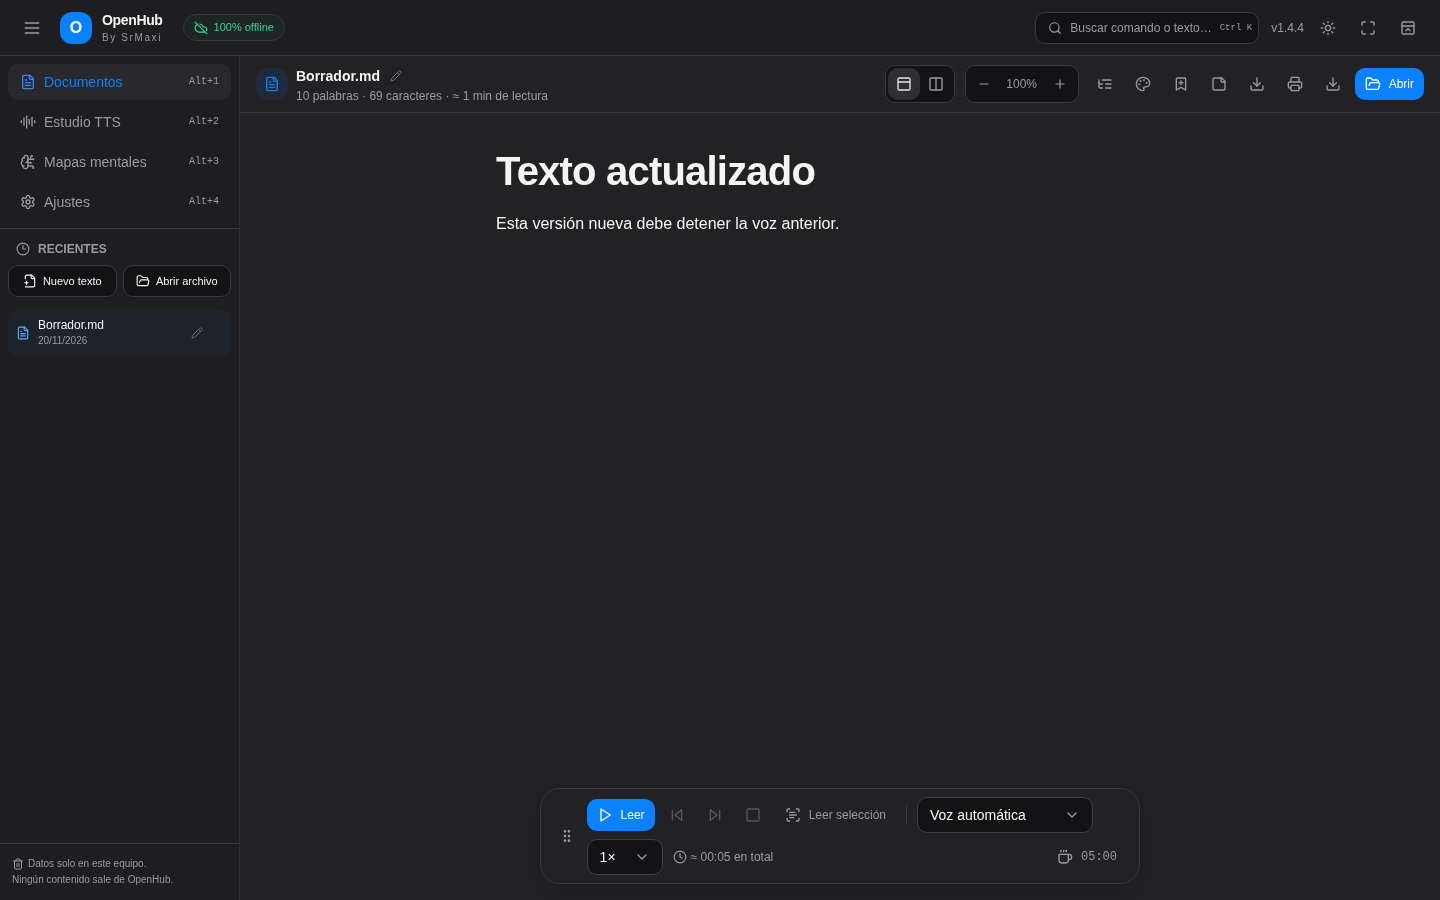 O
OpenHub
By SrMaxi
100% offline
Buscar comando o texto… Ctrl K
v1.4.4
Documentos Alt+1
Estudio TTS Alt+2
Mapas mentales Alt+3
Ajustes Alt+4
RECIENTES
Nuevo texto
Abrir archivo
Borrador.md
20/11/2026
Datos solo en este equipo.
Ningún contenido sale de OpenHub.
Borrador.md
10 palabras · 69 caracteres · ≈ 1 min de lectura
100%
Abrir
Texto actualizado
Esta versión nueva debe detener la voz anterior.
Leer
Leer selección
Voz automática
1×
≈ 00:05 en total
05:00